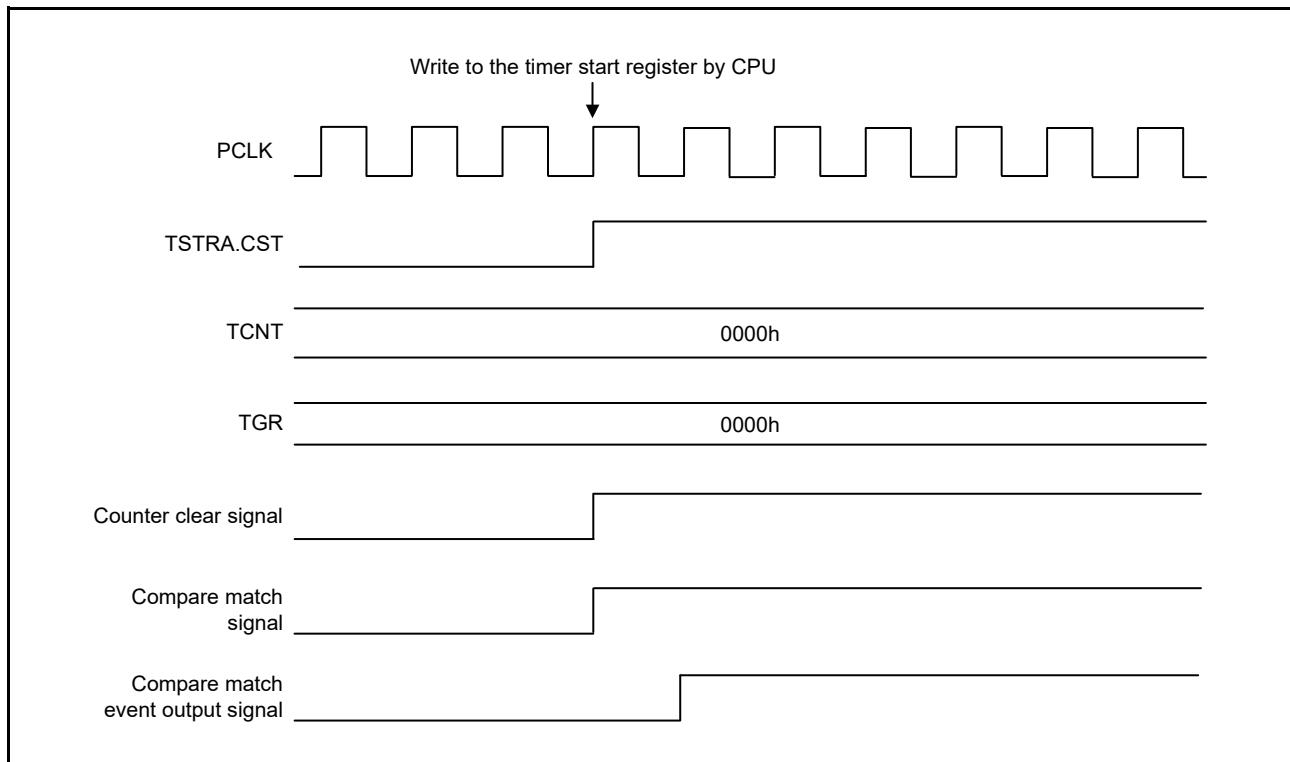 Write to the timer start register by CPU
PCLK
TSTRA.CST
TCNT
0000h
TGR
0000h
Counter clear signal
Compare match
signal
Compare match
event output signal